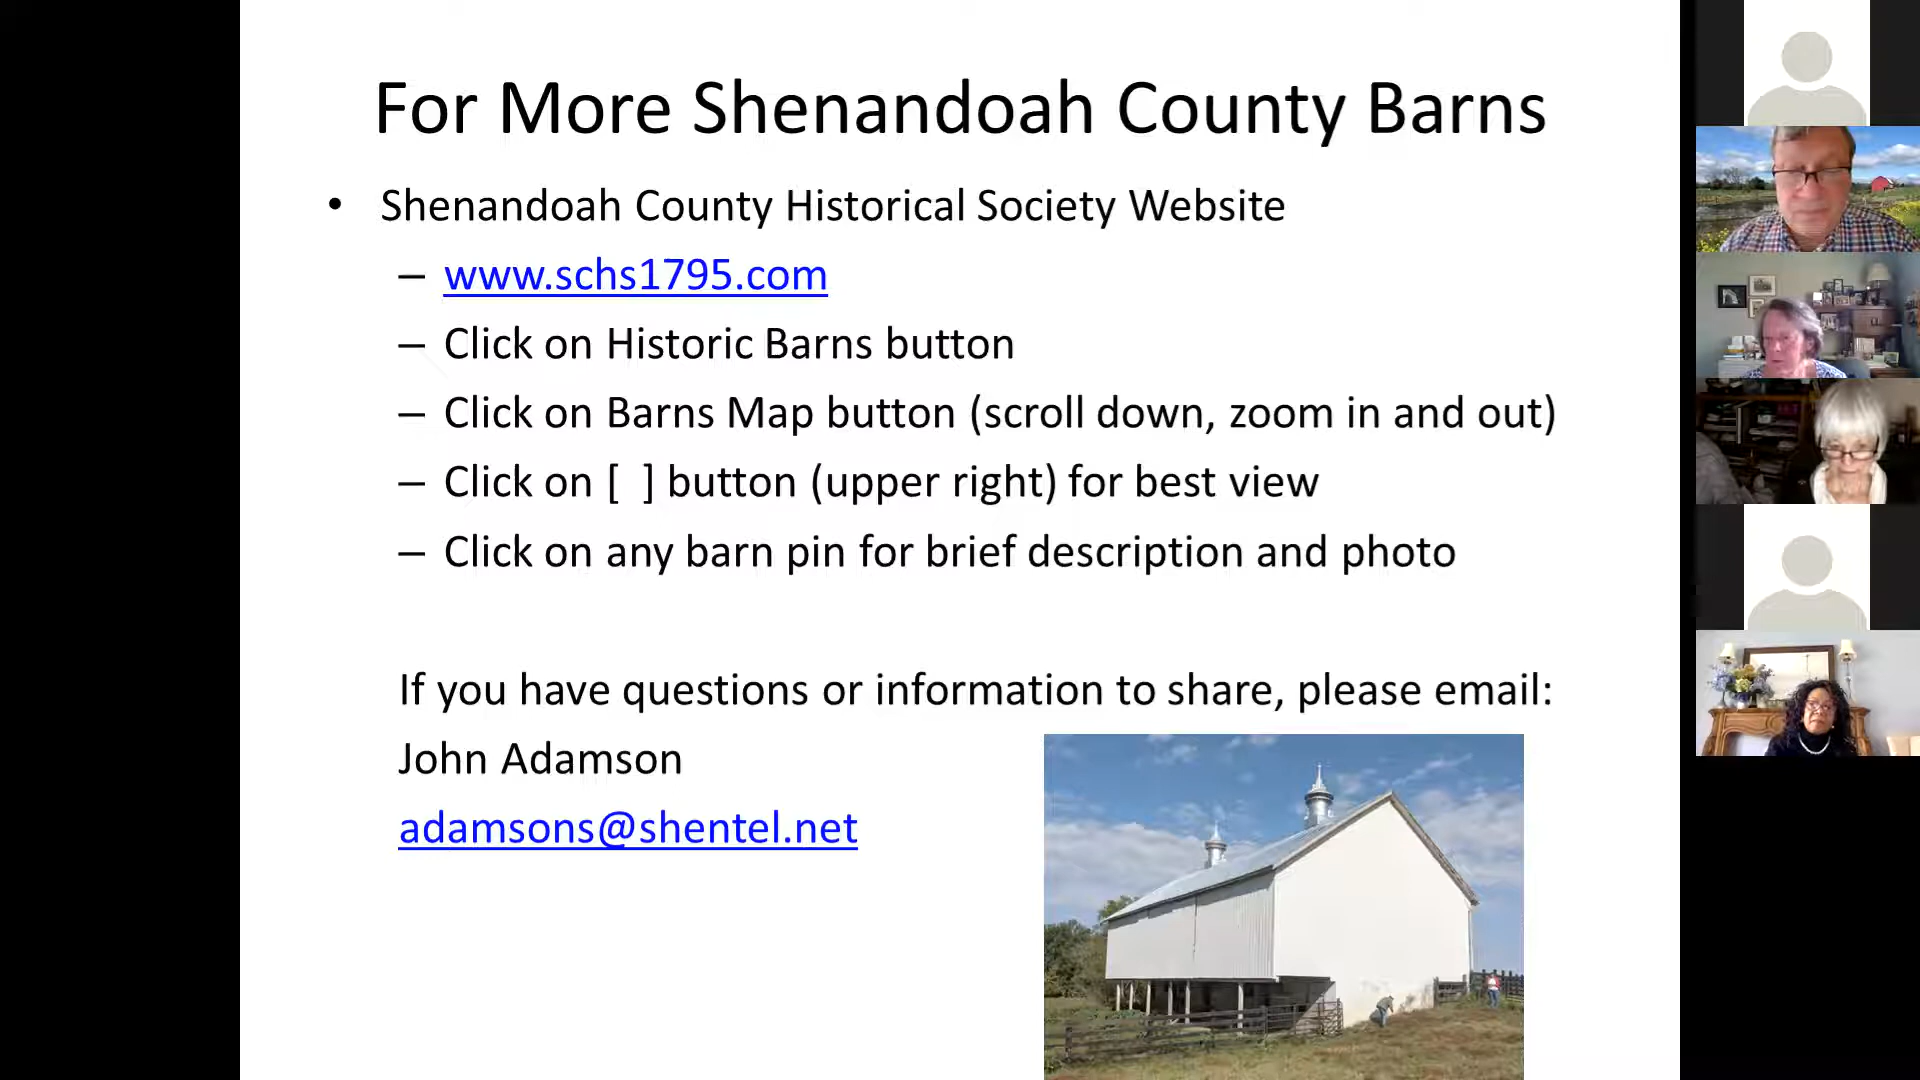 For More Shenandoah County Barns
• Shenandoah County Historical Society Website
– www.schs1795.com
– Click on Historic Barns button
– Click on Barns Map button (scroll down, zoom in and out)
– Click on [  ] button (upper right) for best view
– Click on any barn pin for brief description and photo
If you have questions or information to share, please email:
John Adamson
adamsons@shentel.net